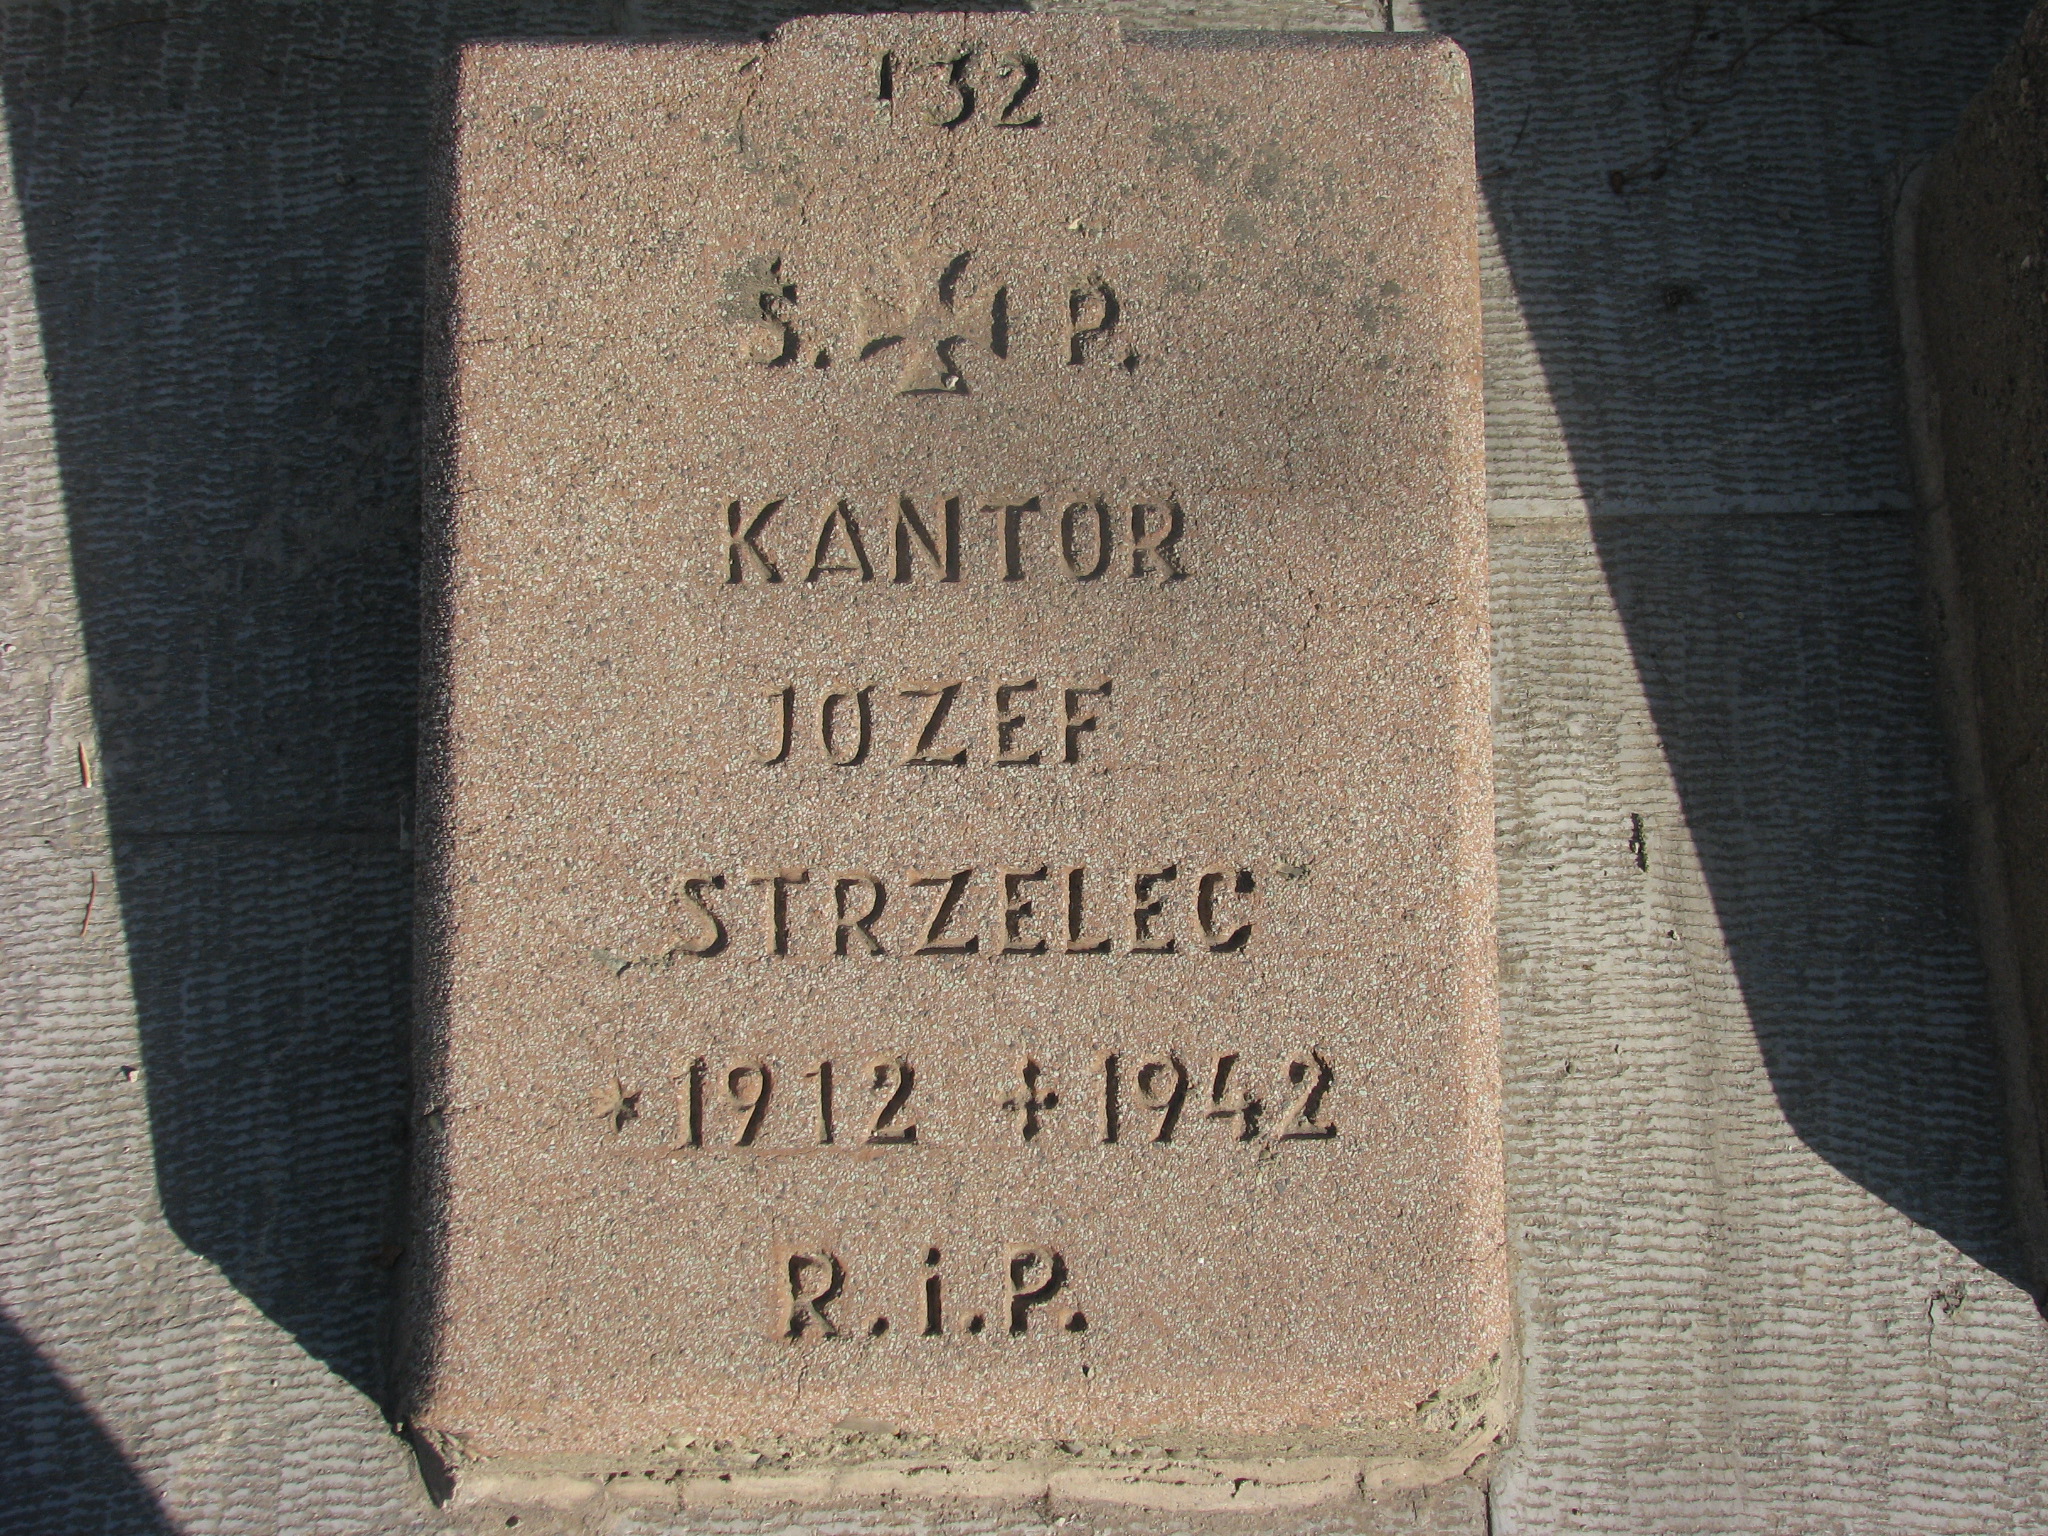 132
Ś. P.
KANTOR
JOZEF
„STRZELEC”
* 1912 ✝ 1942
R.i.P.